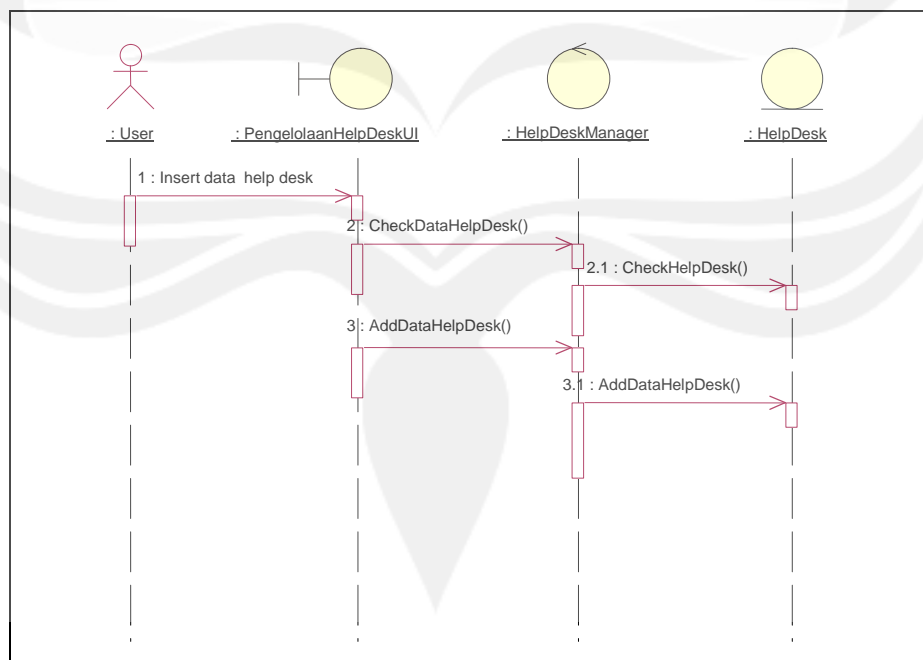 : User
: PengelolaanHelpDeskUI
: HelpDeskManager
: HelpDesk
1 : Insert data help desk
2 : CheckDataHelpDesk()
2.1 : CheckHelpDesk()
3 : AddDataHelpDesk()
3.1 : AddDataHelpDesk()